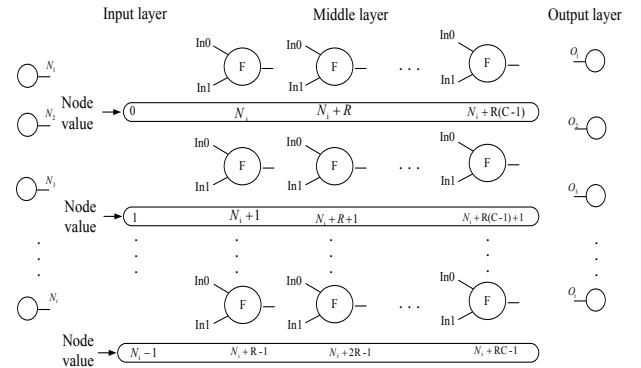 Input layer Middle layer Output layer
In0 In0 In0
N₁ F F . . . F O₁
In1 In1 In1
Node value 0 Nᵢ Nᵢ + R Nᵢ + R(C -1)
N₂ O₂
In0 In0 In0
F F . . . F
In1 In1 In1
N₃ O₃
Node value 1 Nᵢ +1 Nᵢ + R +1 Nᵢ + R(C -1) +1
. . . . . .
. . . . . .
. . . . . .
In0 In0 In0
Nᵢ F F . . . F Oᵢ
In1 In1 In1
Node value Nᵢ −1 Nᵢ + R -1 Nᵢ +2R -1 Nᵢ + RC -1